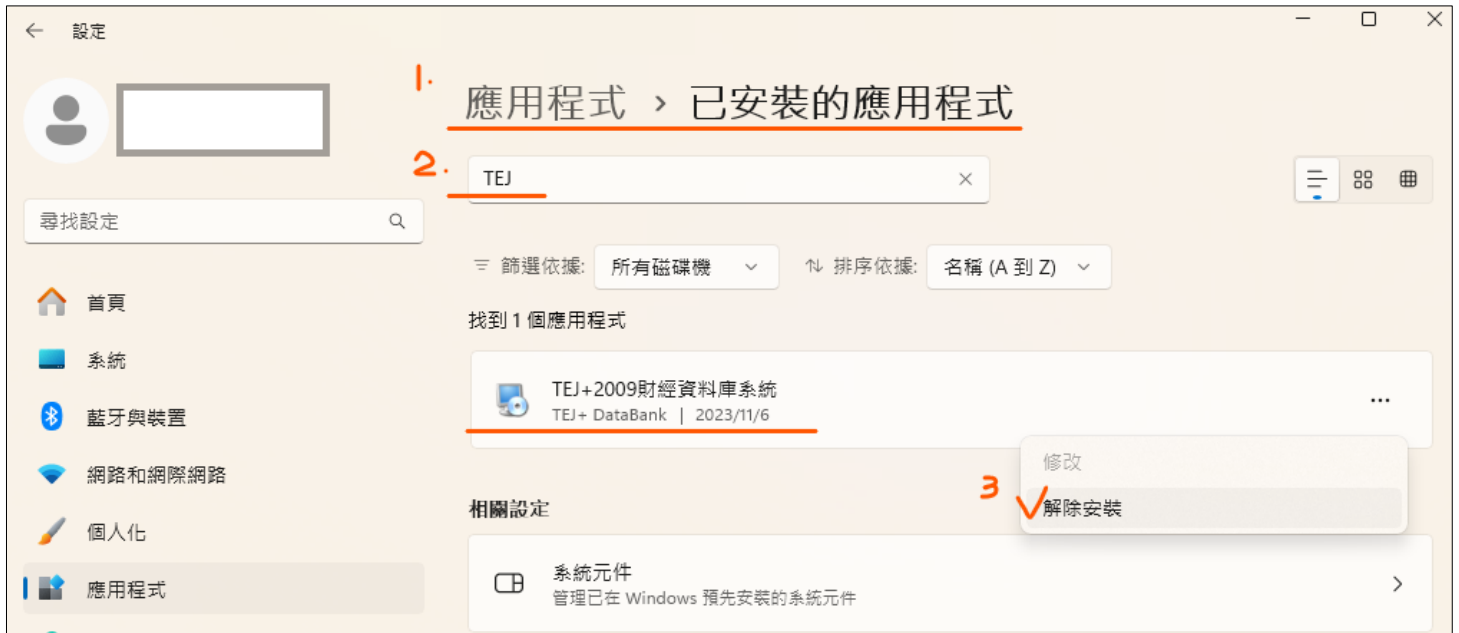 設定
1.
應用程式 › 已安裝的應用程式
2.
TEJ
尋找設定
篩選依據: 所有磁碟機
排序依據: 名稱 (A 到 Z)
首頁
找到 1 個應用程式
系統
TEJ+2009財經資料庫系統
TEJ+ DataBank | 2023/11/6
藍牙與裝置
修改
網路和網際網路
3
解除安裝
相關設定
個人化
系統元件
管理已在 Windows 預先安裝的系統元件
應用程式